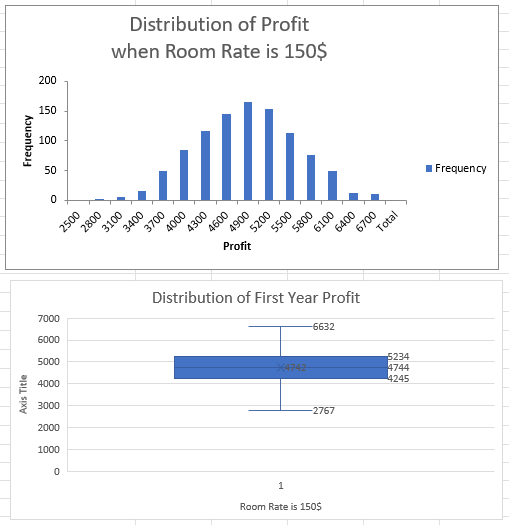 Distribution of Profit
when Room Rate is 150$
200
150
100
50
0
Frequency
2500 2800 3100 3400 3700 4000 4300 4600 4900 5200 5500 5800 6100 6400 6700 Total
Profit
Frequency
Distribution of First Year Profit
7000
6000
5000
4000
3000
2000
1000
0
Axis Title
6632
5234
4742
4744
4245
2767
1
Room Rate is 150$